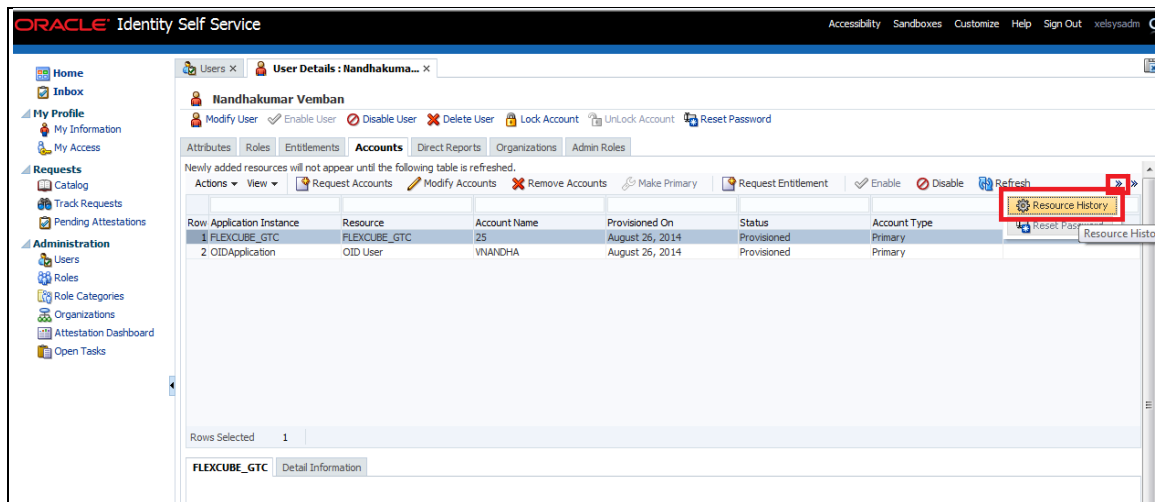 ORACLE Identity Self Service
Accessibility Sandboxes Customize Help Sign Out xelsysadm
Users × User Details : Nandhakuma... ×
Home
Inbox
My Profile
My Information
My Access
Requests
Catalog
Track Requests
Pending Attestations
Administration
Users
Roles
Role Categories
Organizations
Attestation Dashboard
Open Tasks
Nandhakumar Vemban
Modify User Enable User Disable User Delete User Lock Account UnLock Account Reset Password
Attributes Roles Entitlements Accounts Direct Reports Organizations Admin Roles
Newly added resources will not appear until the following table is refreshed.
Actions View Request Accounts Modify Accounts Remove Accounts Make Primary Request Entitlement Enable Disable Refresh » »
Resource History
Reset
Resource Histo
Row Application Instance Resource Account Name Provisioned On Status Account Type
1 FLEXCUBE_GTC FLEXCUBE_GTC 25 August 26, 2014 Provisioned Primary
2 OIDApplication OID User VNANDHA August 26, 2014 Provisioned Primary
Rows Selected 1
FLEXCUBE_GTC Detail Information